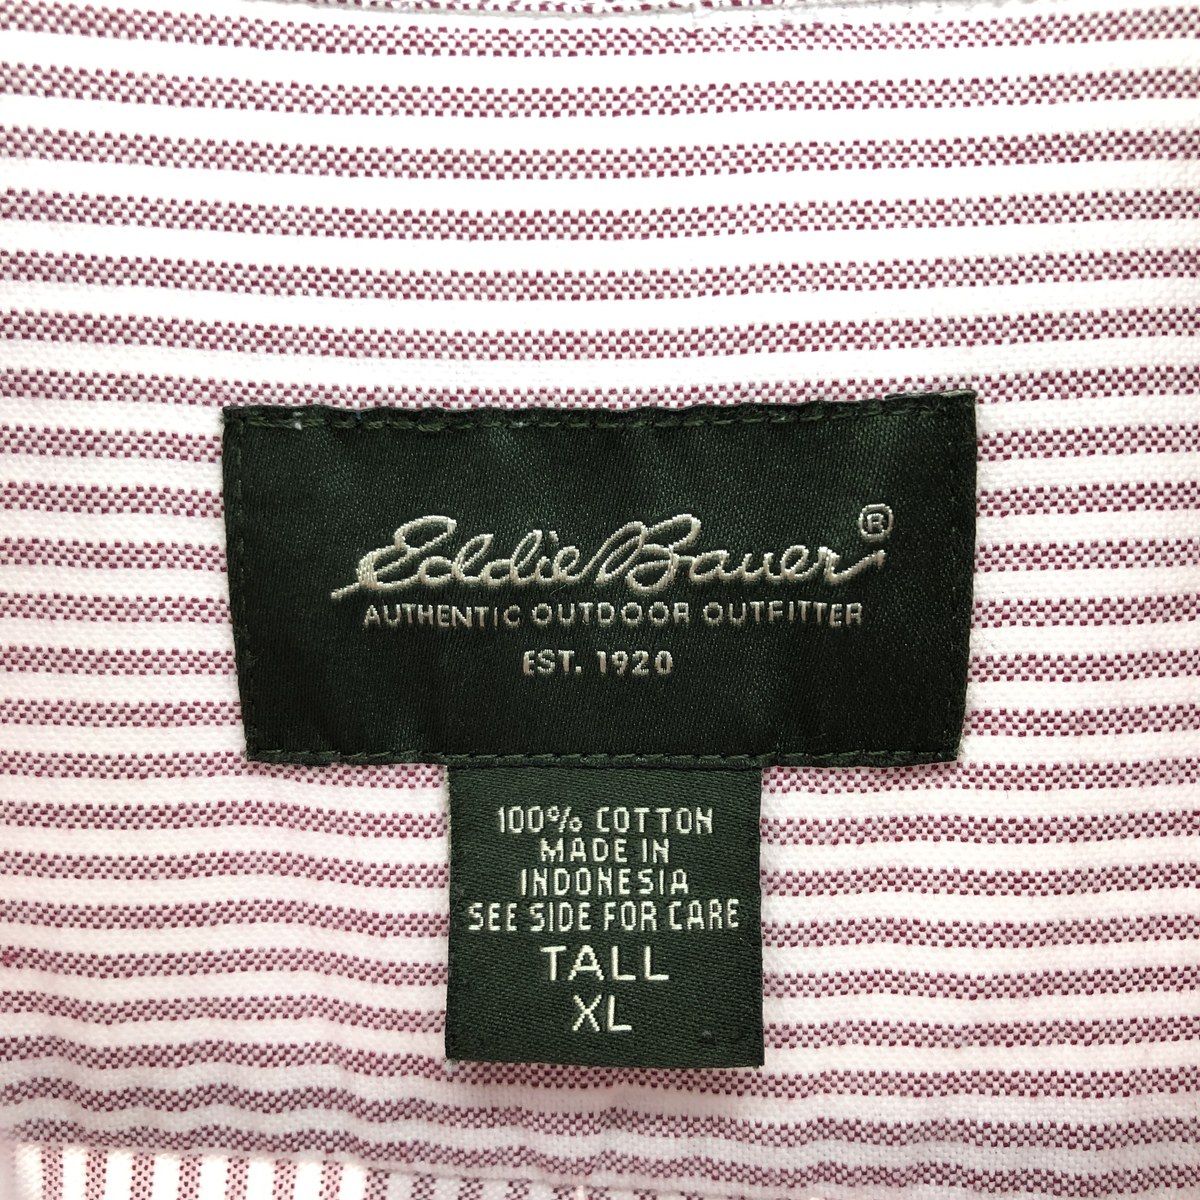 Eddie Bauer®
AUTHENTIC OUTDOOR OUTFITTER
EST. 1920
100% COTTON
MADE IN
INDONESIA
SEE SIDE FOR CARE
TALL
XL